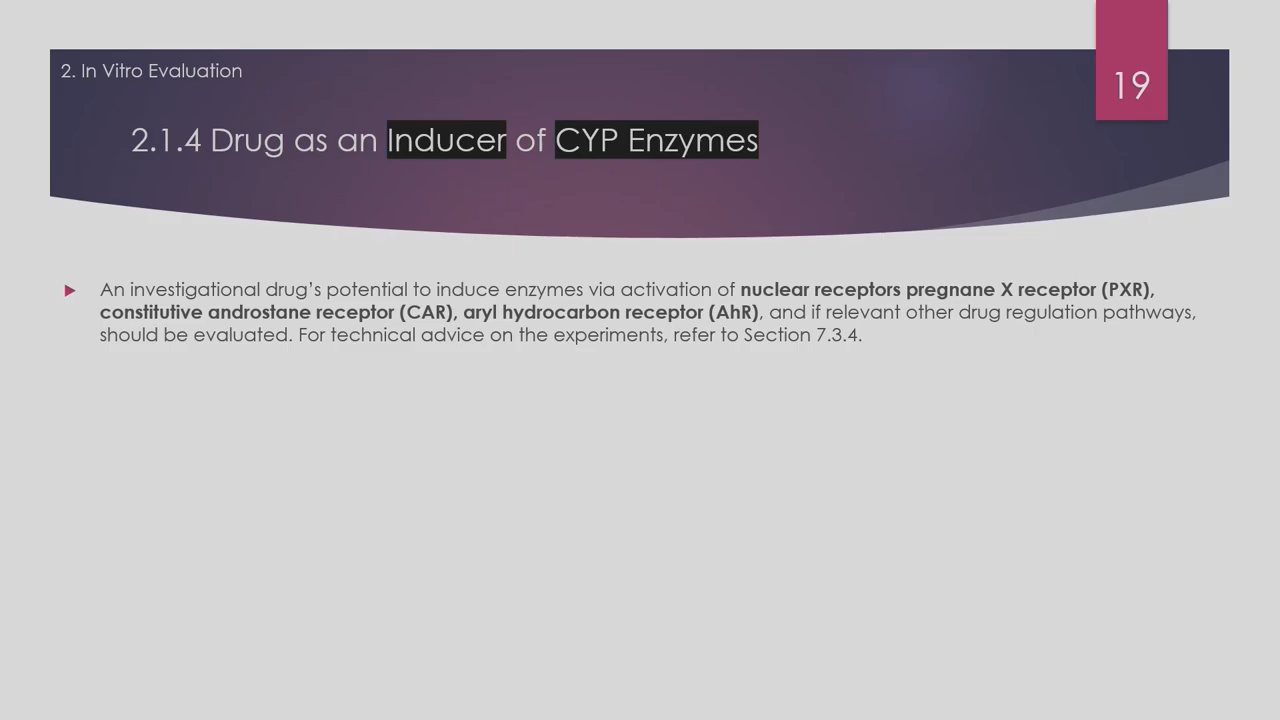 2. In Vitro Evaluation
19
2.1.4 Drug as an Inducer of CYP Enzymes
An investigational drug’s potential to induce enzymes via activation of nuclear receptors pregnane X receptor (PXR),
constitutive androstane receptor (CAR), aryl hydrocarbon receptor (AhR), and if relevant other drug regulation pathways,
should be evaluated. For technical advice on the experiments, refer to Section 7.3.4.